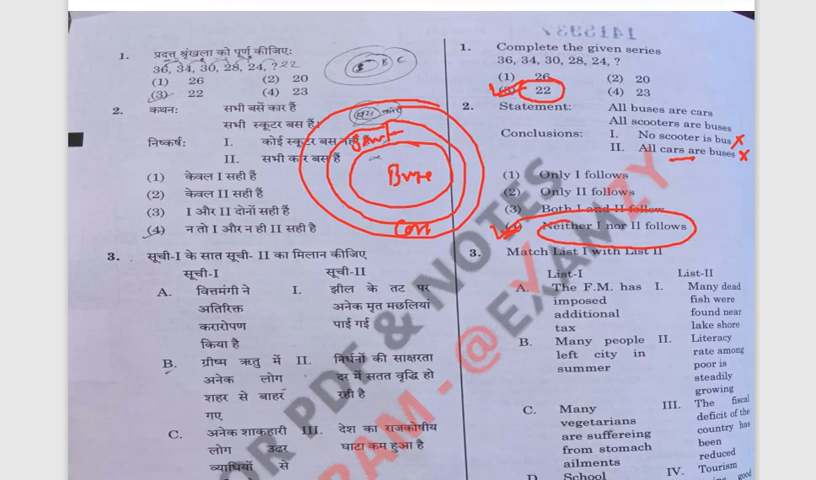 1. प्रदत्त श्रृंखला को पूर्ण कीजिए:
36, 34, 30, 28, 24, ? 22
(1) 26 (2) 20
(3) 22 (4) 23
2. कथन: सभी बसें कार हैं
सभी स्कूटर बस हैं।
निष्कर्ष: I. कोई स्कूटर बस नहीं है
II. सभी कार बस हैं
(1) केवल I सही है
(2) केवल II सही है
(3) I और II दोनों सही हैं
(4) न तो I और न ही II सही है
3. सूची-I के सात सूची- II का मिलान कीजिए
सूची-I सूची-II
A. वित्तमंगी ने I. झील के तट पर
अतिरिक्त अनेक मृत मछलियां
करारोपण पाई गई
किया है
B. ग्रीष्म ऋतु में II. निर्धनों की साक्षरता
अनेक लोग दर में सतत वृद्धि हो
शहर से बाहर रही है
गए
C. अनेक शाकहारी III. देश का राजकोषीय
लोग उदर घाटा कम हुआ है
व्याधियों से
B C
Buse
Cars
141593
1. Complete the given series
36, 34, 30, 28, 24, ?
(1) 26 (2) 20
(3) 22 (4) 23
2. Statement: All buses are cars
All scooters are buses
Conclusions: I. No scooter is bus
II. All cars are buses
(1) Only I follows
(2) Only II follows
(3) Both I and II follow
(4) Neither I nor II follows
3. Match List I with List II
List-I List-II
A. The F.M. has I. Many dead
imposed fish were
additional found near
tax lake shore
B. Many people II. Literacy
left city in rate among
summer poor is
steadily
growing
C. Many III. The fiscal
vegetarians deficit of the
are suffereing country has
from stomach been
ailments reduced
D. School IV. Tourism
good
FOR PDF & NOTES